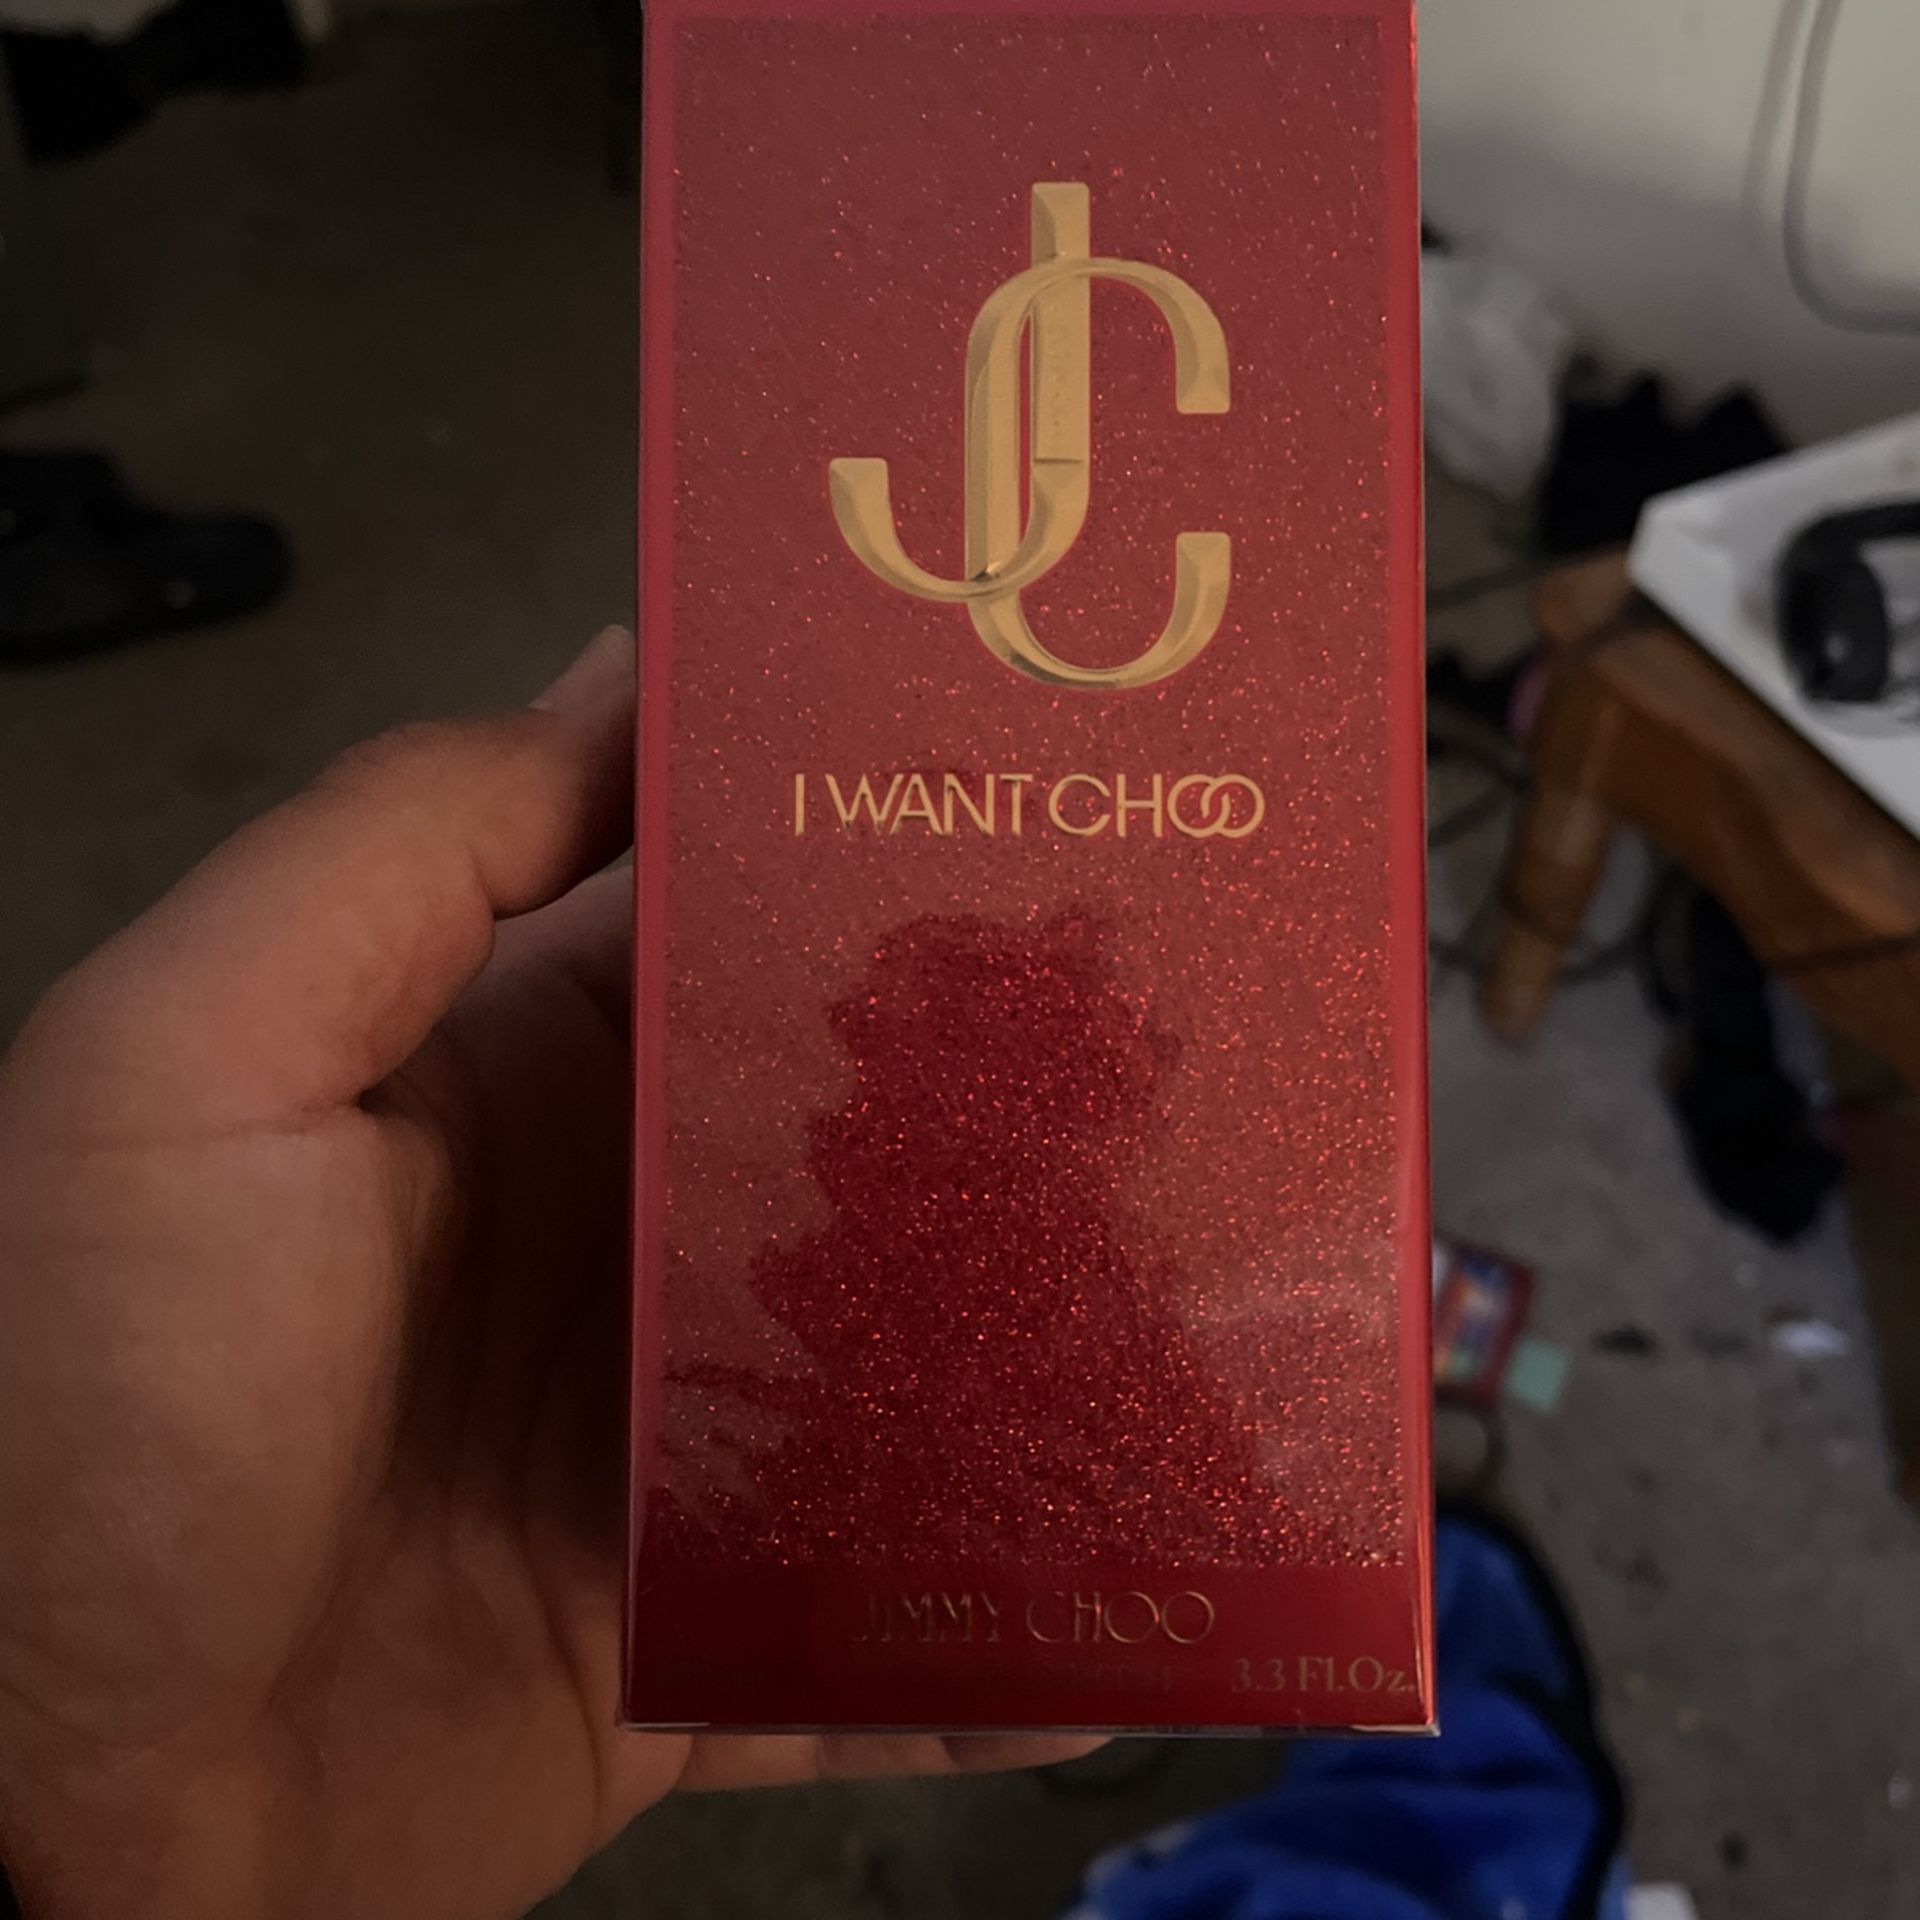 JC
I WANT CHOO
JIMMY CHOO
3.3 Fl.Oz.